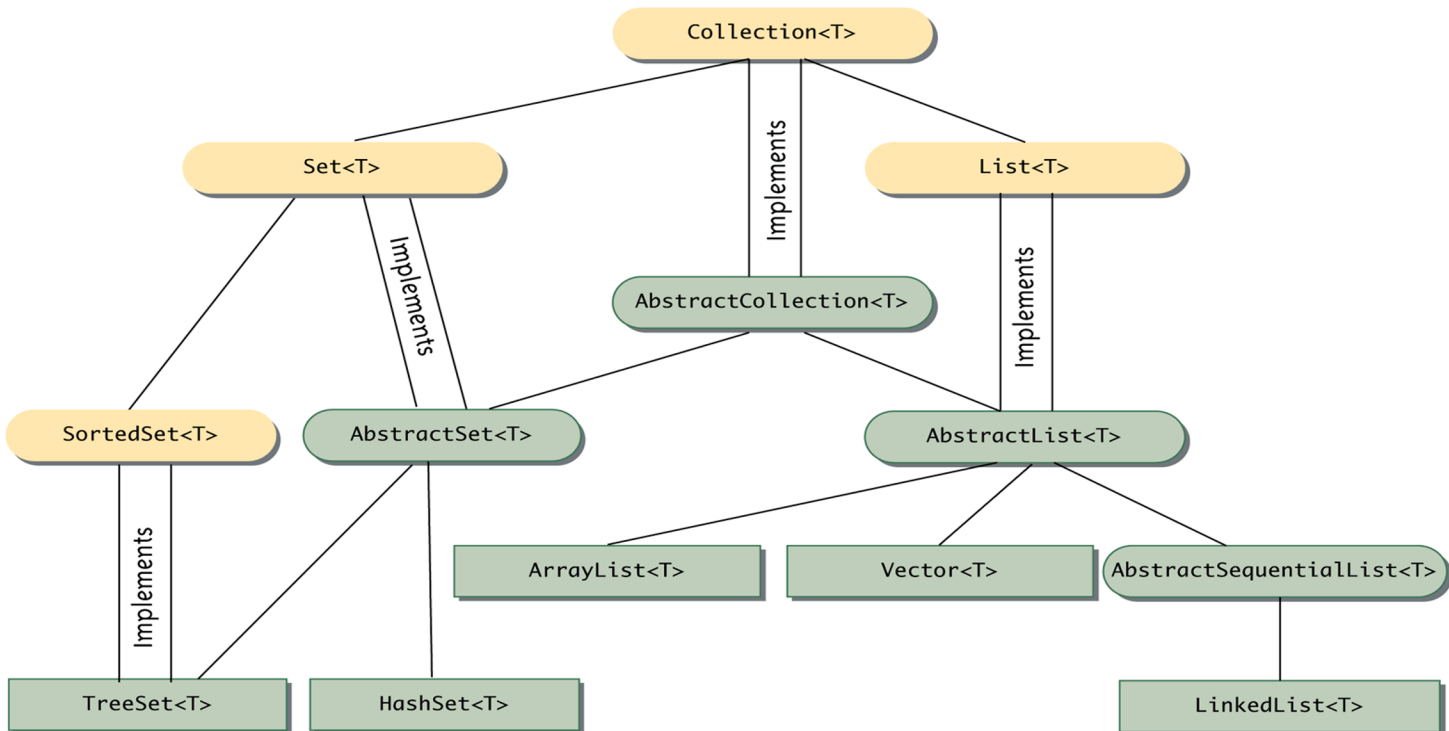 Collection<T>
Implements
Set<T>
List<T>
Implements
AbstractCollection<T>
Implements
SortedSet<T>
AbstractSet<T>
AbstractList<T>
Implements
ArrayList<T>
Vector<T>
AbstractSequentialList<T>
TreeSet<T>
HashSet<T>
LinkedList<T>